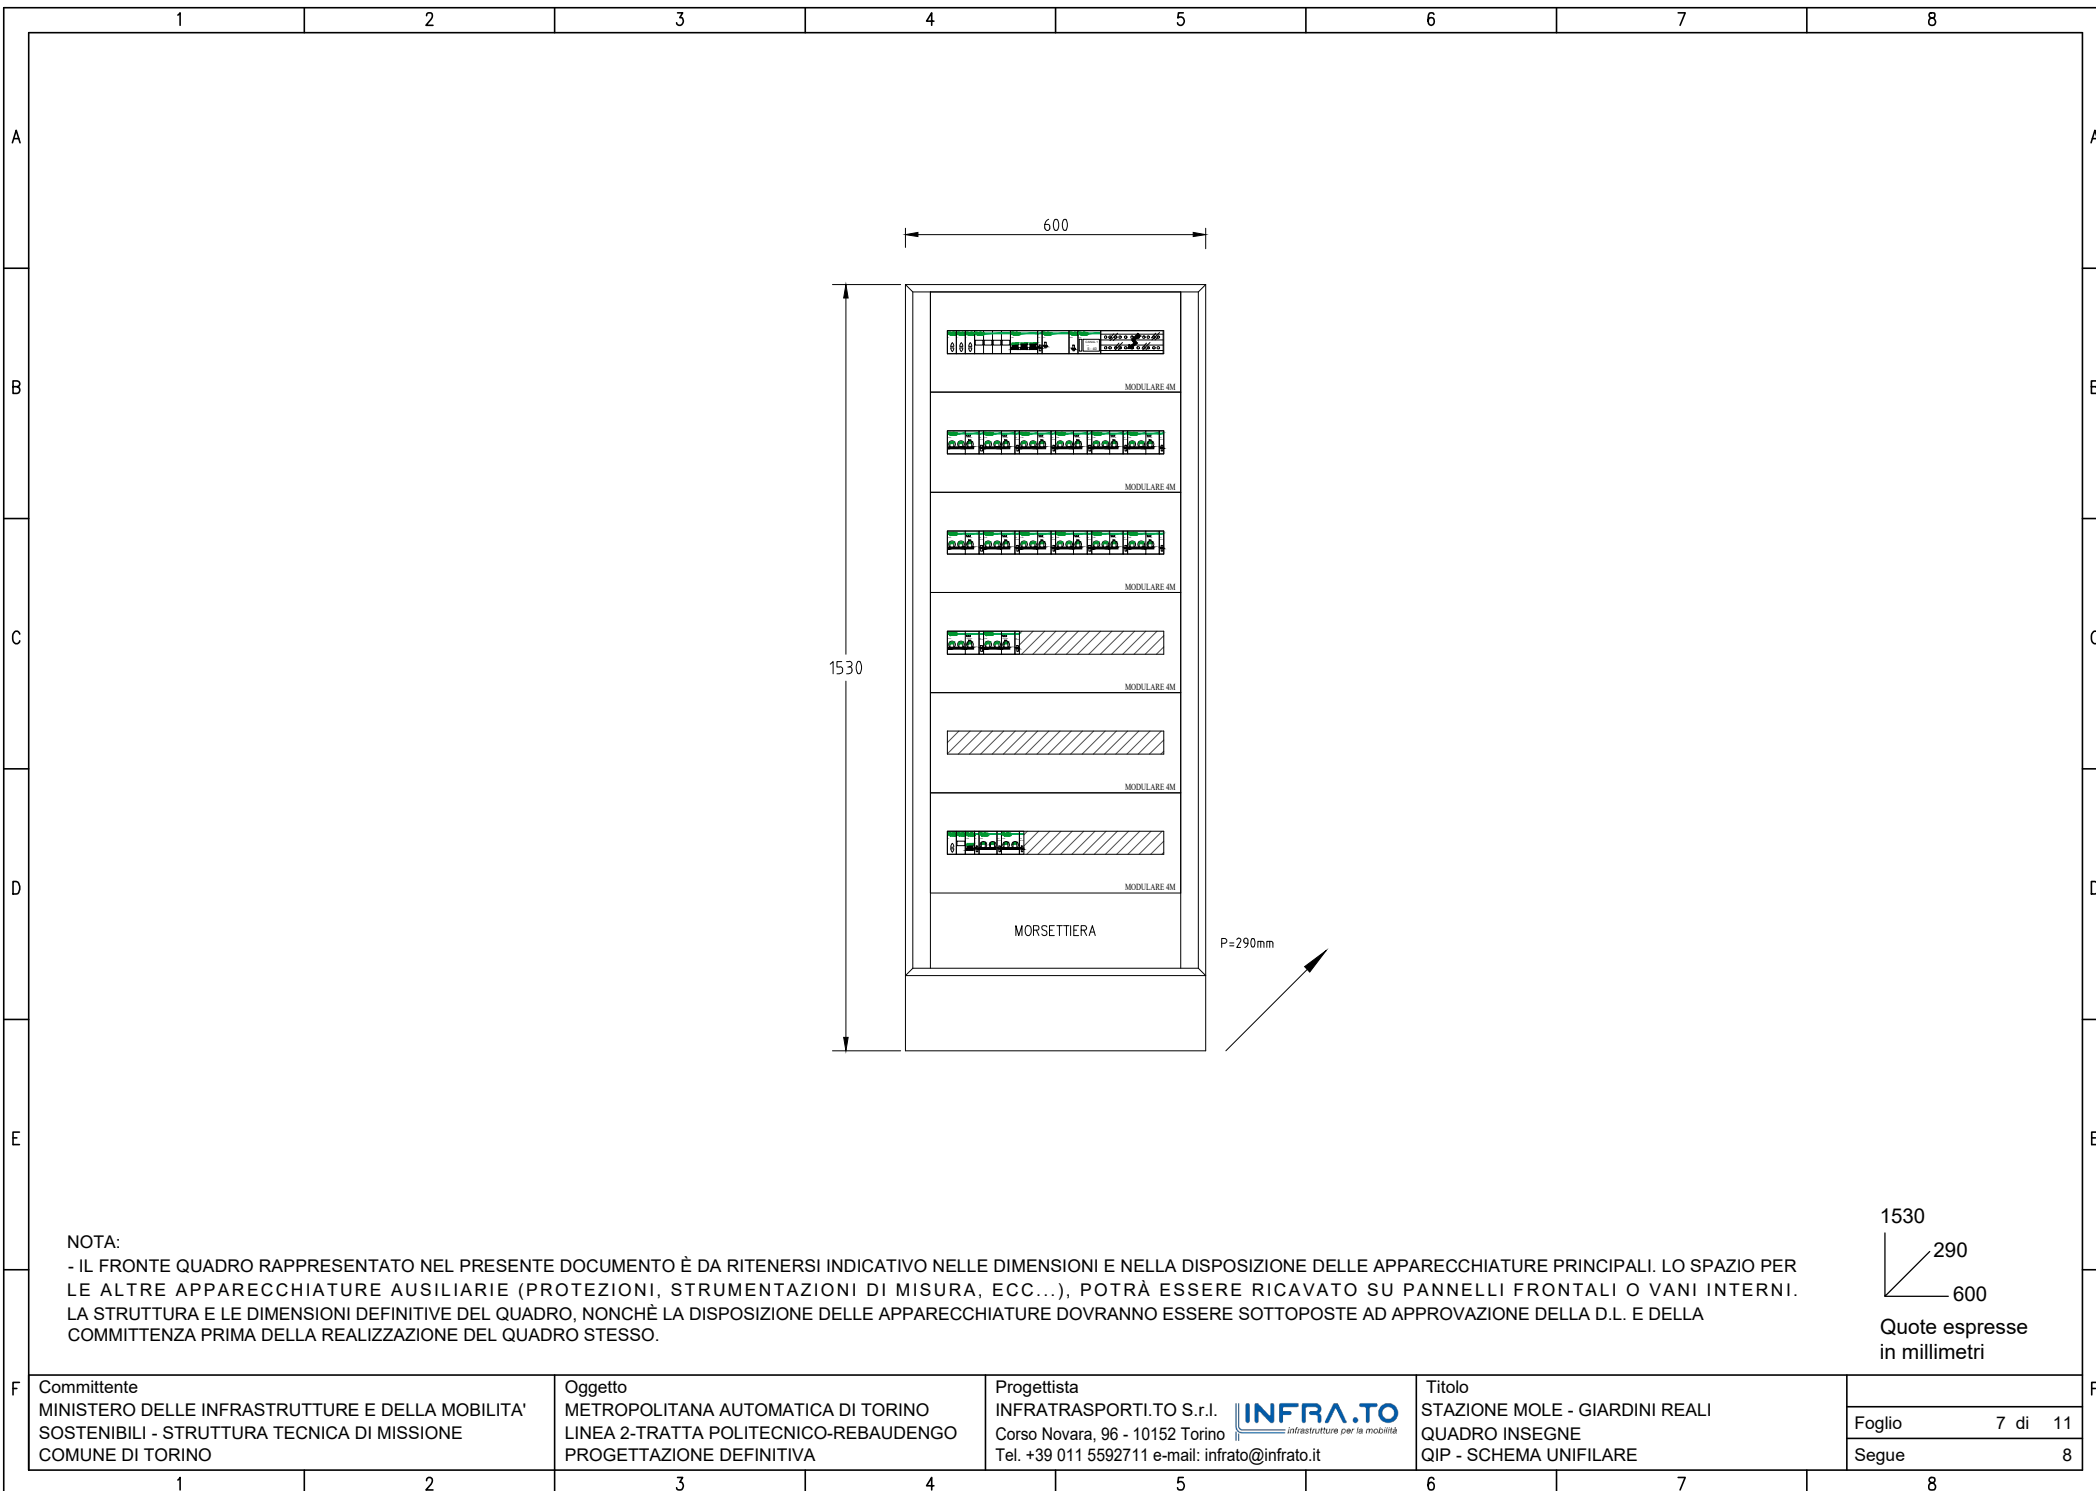 1 2 3 4 5 6 7 8
A A
600
MODULARE 4M
B
MODULARE 4M
MODULARE 4M
C
1530
MODULARE 4M
MODULARE 4M
D
MODULARE 4M
MORSETTIERA
P=290mm
E
NOTA:
- IL FRONTE QUADRO RAPPRESENTATO NEL PRESENTE DOCUMENTO È DA RITENERSI INDICATIVO NELLE DIMENSIONI E NELLA DISPOSIZIONE DELLE APPARECCHIATURE PRINCIPALI. LO SPAZIO PER
LE ALTRE APPARECCHIATURE AUSILIARIE (PROTEZIONI, STRUMENTAZIONI DI MISURA, ECC...), POTRÀ ESSERE RICAVATO SU PANNELLI FRONTALI O VANI INTERNI.
LA STRUTTURA E LE DIMENSIONI DEFINITIVE DEL QUADRO, NONCHÈ LA DISPOSIZIONE DELLE APPARECCHIATURE DOVRANNO ESSERE SOTTOPOSTE AD APPROVAZIONE DELLA D.L. E DELLA
COMMITTENZA PRIMA DELLA REALIZZAZIONE DEL QUADRO STESSO.
1530
290
600
Quote espresse
in millimetri
F
Committente
MINISTERO DELLE INFRASTRUTTURE E DELLA MOBILITA'
SOSTENIBILI - STRUTTURA TECNICA DI MISSIONE
COMUNE DI TORINO
Oggetto
METROPOLITANA AUTOMATICA DI TORINO
LINEA 2-TRATTA POLITECNICO-REBAUDENGO
PROGETTAZIONE DEFINITIVA
Progettista
INFRATRASPORTI.TO S.r.l.
Corso Novara, 96 - 10152 Torino
Tel. +39 011 5592711 e-mail: infrato@infrato.it
INFRA.TO
infrastrutture per la mobilità
Titolo
STAZIONE MOLE - GIARDINI REALI
QUADRO INSEGNE
QIP - SCHEMA UNIFILARE
Foglio 7 di 11
Segue 8
1 2 3 4 5 6 7 8